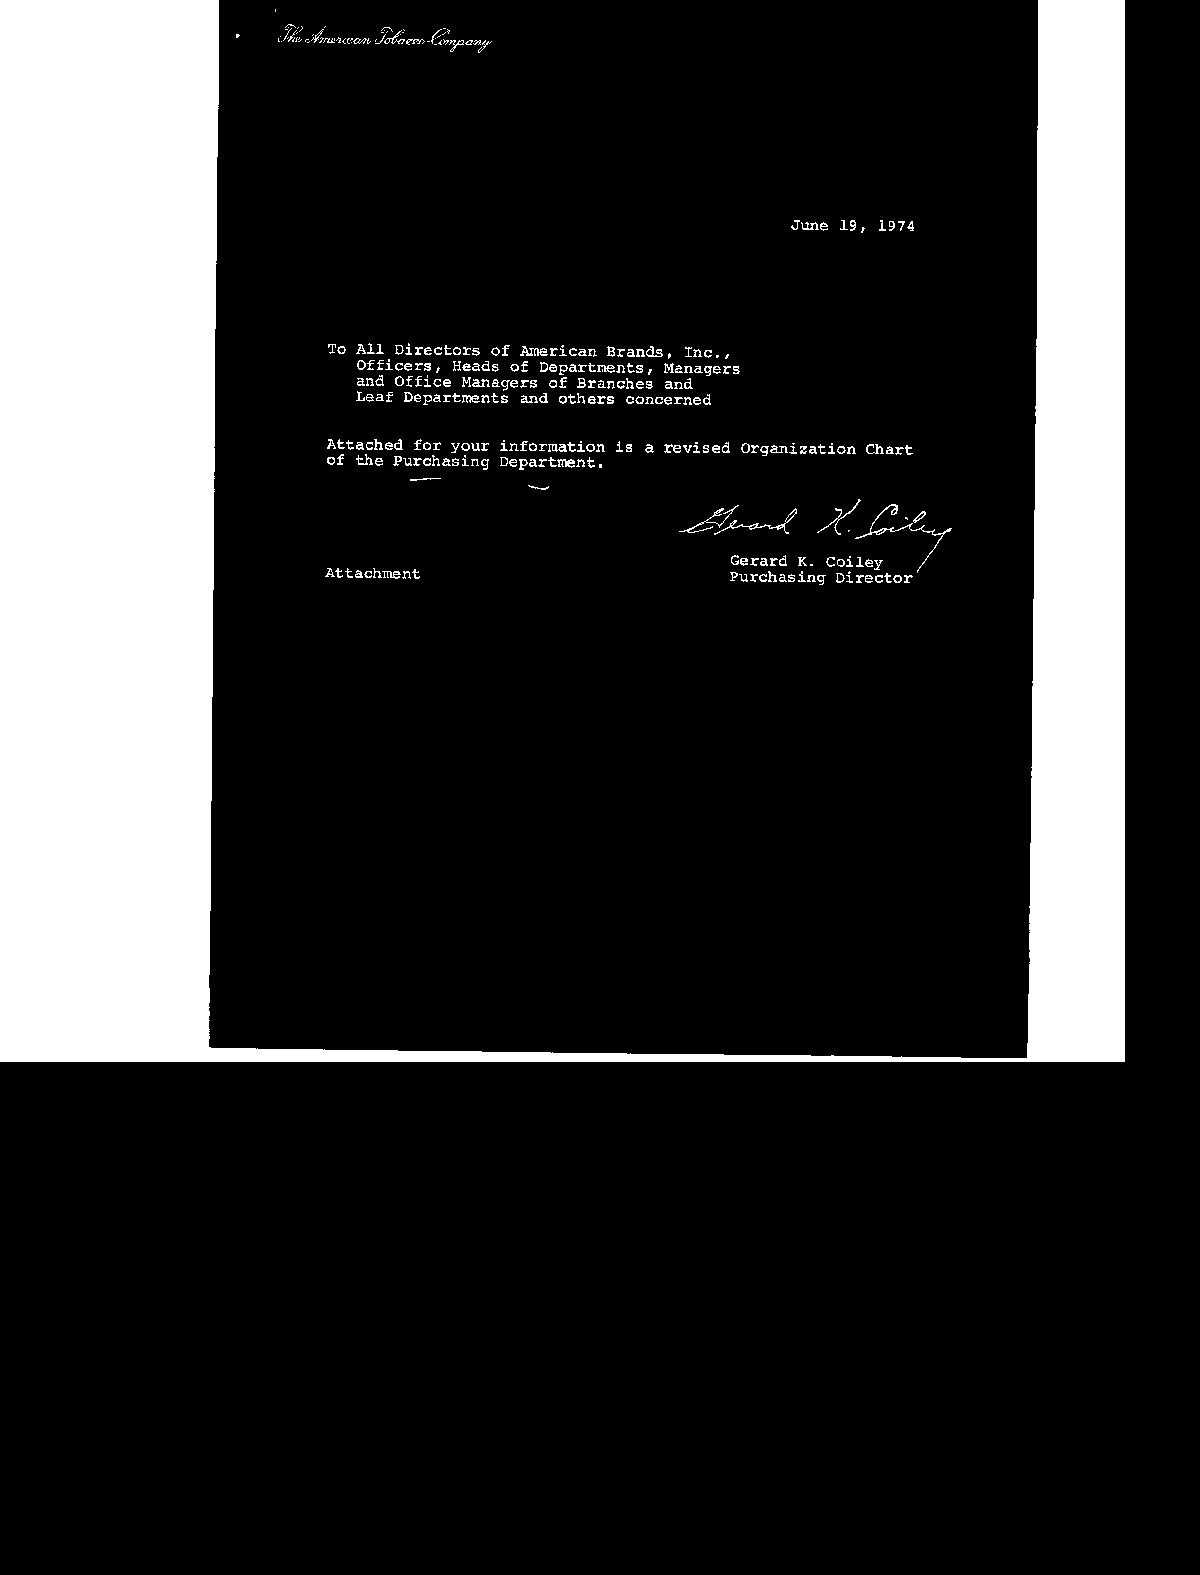 The American Tobacco Company
June 19, 1974
To All Directors of American Brands, Inc.,
Officers, Heads of Departments, Managers
and Office Managers of Branches and
Leaf Departments and others concerned
Attached for your information is a revised Organization Chart
of the Purchasing Department.
Gerard K. Coiley
Gerard K. Coiley
Purchasing Director
Attachment